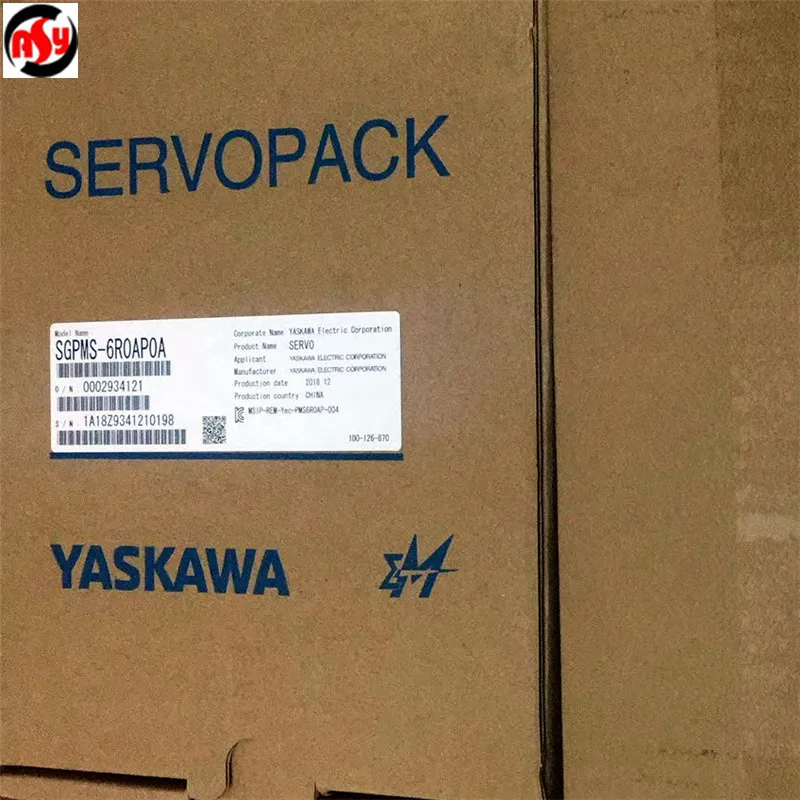 ASY
SERVOPACK
Model Name
SGPMS-6R0AP0A
O/N 0002934121
S/N 1A18Z9341210198
Corporate Name YASKAWA Electric Corporation
Product Name SERVO
Applicant YASKAWA ELECTRIC CORPORATION
Manufacturer YASKAWA ELECTRIC CORPORATION
Production date 2018.12
Production country CHINA
MSIP-REM-Yec-PMS6R0AP-004
100-126-870
YASKAWA